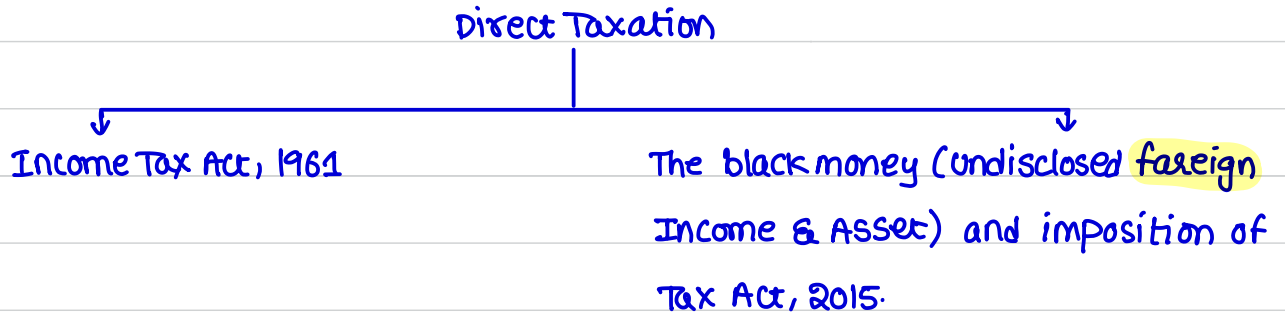 Direct Taxation
Income Tax Act, 1961
The black money (undisclosed foreign
Income & Asset) and imposition of
Tax Act, 2015.